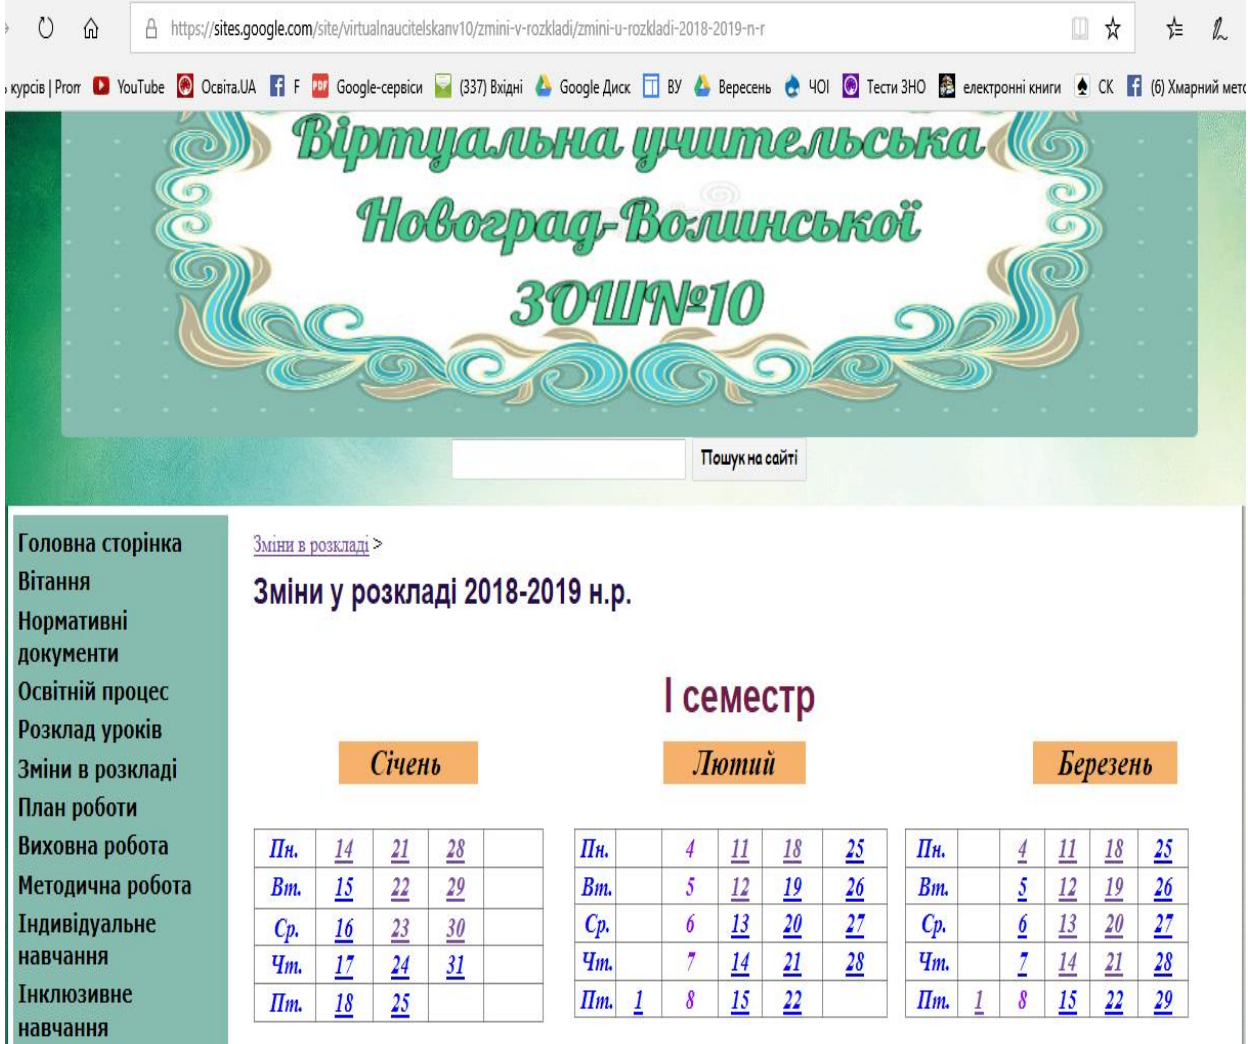 https://sites.google.com/site/virtualnaucitelskanv10/zmini-v-rozkladi/zmini-u-rozkladi-2018-2019-n-r
курсів | Prom YouTube Освіта.UA F Google-сервіси (337) Вхідні Google Диск ВУ Вересень ЧОІ Тести ЗНО електронні книги СК (6) Хмарний мето
Віртуальна учительська
Новоград-Волинської
ЗОШ№10
Пошук на сайті
Головна сторінка
Вітання
Нормативні
документи
Освітній процес
Розклад уроків
Зміни в розкладі
План роботи
Виховна робота
Методична робота
Індивідуальне
навчання
Інклюзивне
навчання
Зміни в розкладі >
Зміни у розкладі 2018-2019 н.р.
І семестр
Січень
Пн. 14 21 28
Вт. 15 22 29
Ср. 16 23 30
Чт. 17 24 31
Пт. 18 25
Лютий
Пн. 4 11 18 25
Вт. 5 12 19 26
Ср. 6 13 20 27
Чт. 7 14 21 28
Пт. 1 8 15 22
Березень
Пн. 4 11 18 25
Вт. 5 12 19 26
Ср. 6 13 20 27
Чт. 7 14 21 28
Пт. 1 8 15 22 29